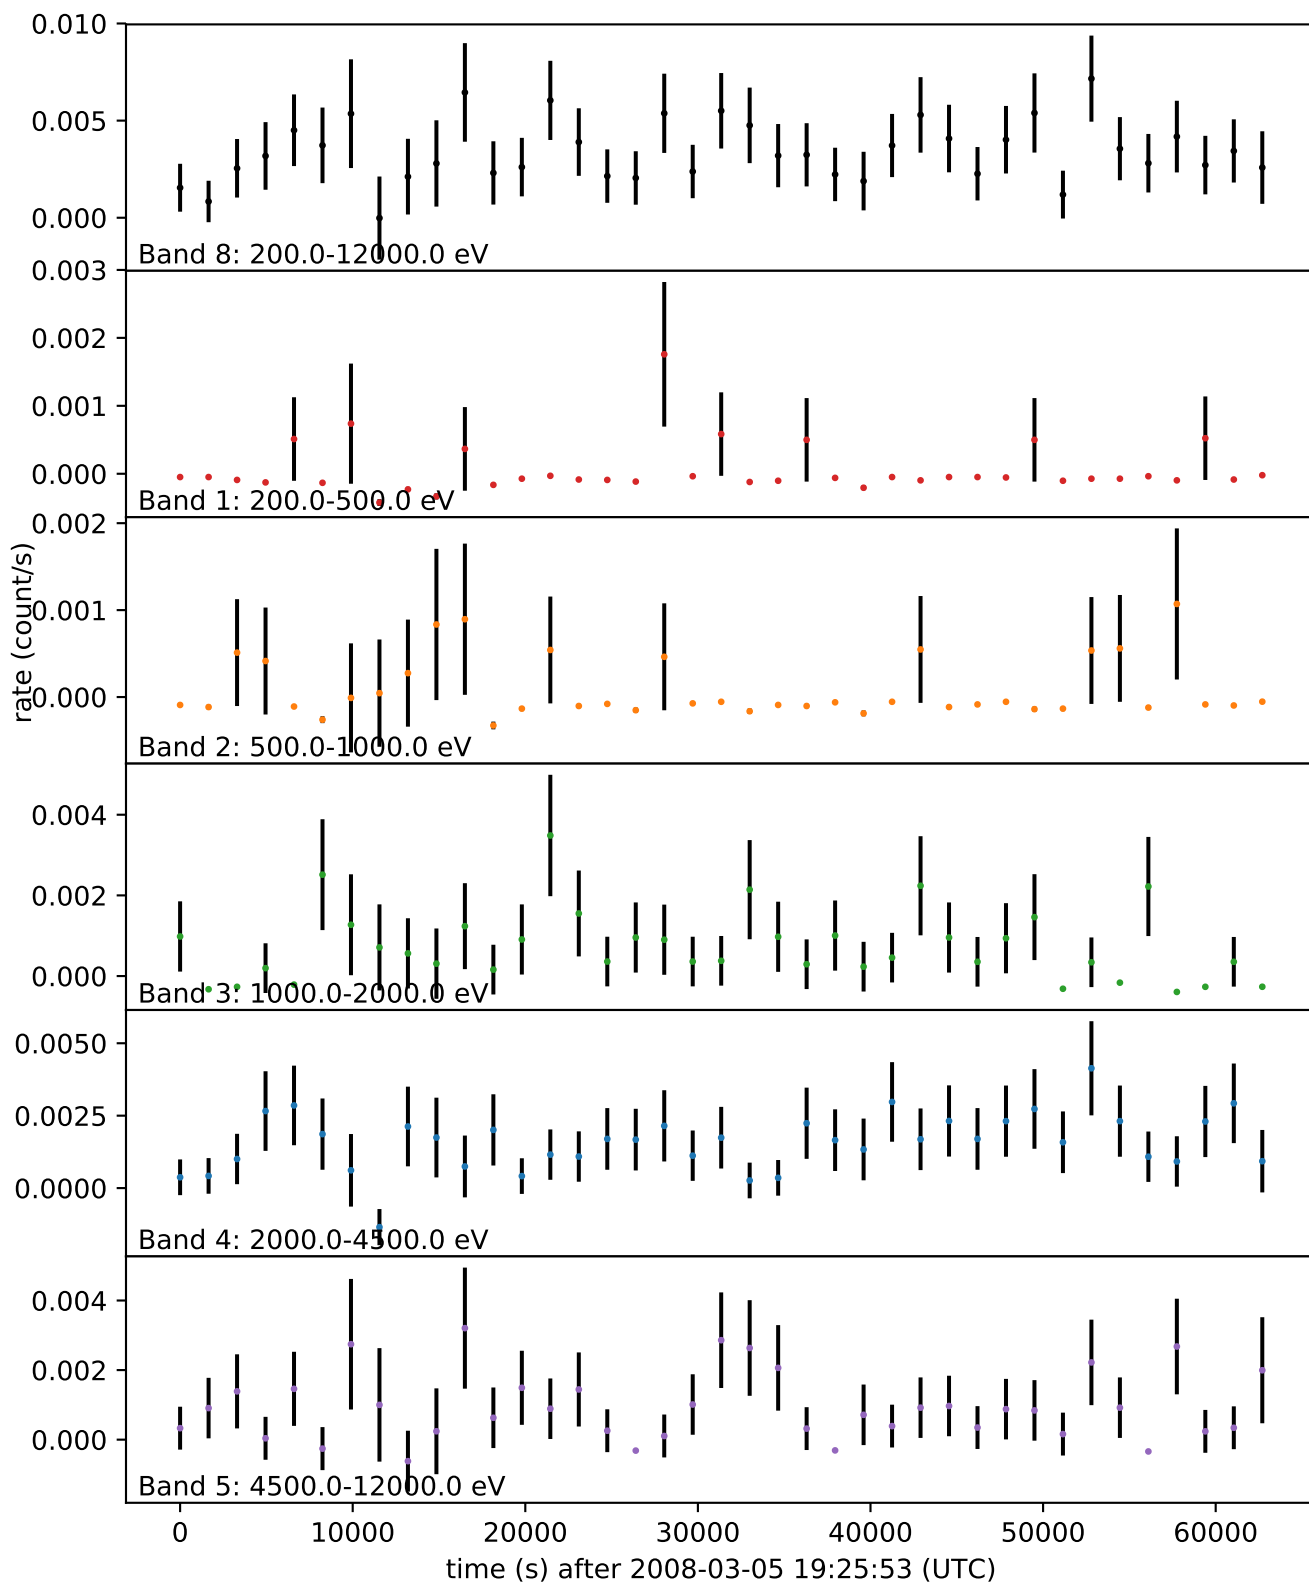 0.010
0.005
0.000
Band 8: 200.0-12000.0 eV
0.003
0.002
0.001
0.000
Band 1: 200.0-500.0 eV
0.002
0.001
0.000
Band 2: 500.0-1000.0 eV
rate (count/s)
0.004
0.002
0.000
Band 3: 1000.0-2000.0 eV
0.0050
0.0025
0.0000
Band 4: 2000.0-4500.0 eV
0.004
0.002
0.000
Band 5: 4500.0-12000.0 eV
0 10000 20000 30000 40000 50000 60000
time (s) after 2008-03-05 19:25:53 (UTC)